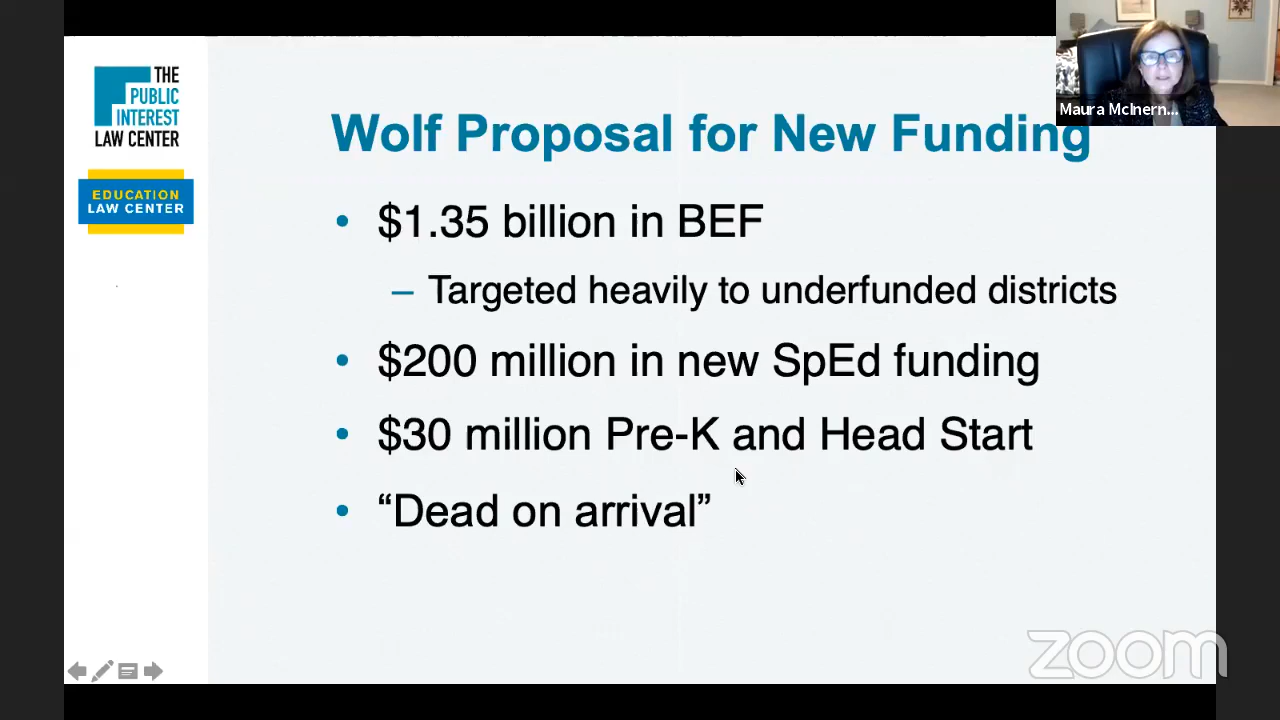 THE
PUBLIC
INTEREST
LAW CENTER
EDUCATION
LAW CENTER
Wolf Proposal for New Funding
Maura McInern...
• $1.35 billion in BEF
– Targeted heavily to underfunded districts
• $200 million in new SpEd funding
• $30 million Pre-K and Head Start
• “Dead on arrival”
zoom